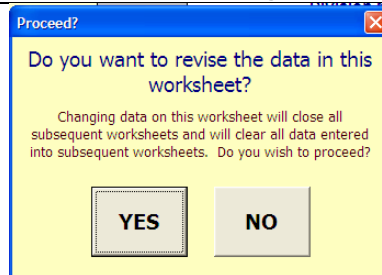 Proceed?
Do you want to revise the data in this
worksheet?
Changing data on this worksheet will close all
subsequent worksheets and will clear all data entered
into subsequent worksheets. Do you wish to proceed?
YES
NO